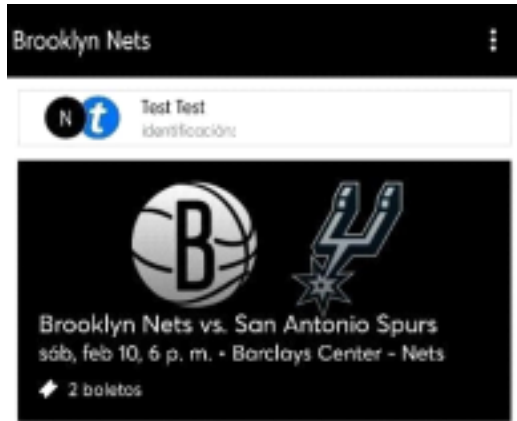 Brooklyn Nets
N t
Test Test
identificación:
B
Brooklyn Nets vs. San Antonio Spurs
sáb, feb 10, 6 p. m. • Barclays Center - Nets
2 boletos